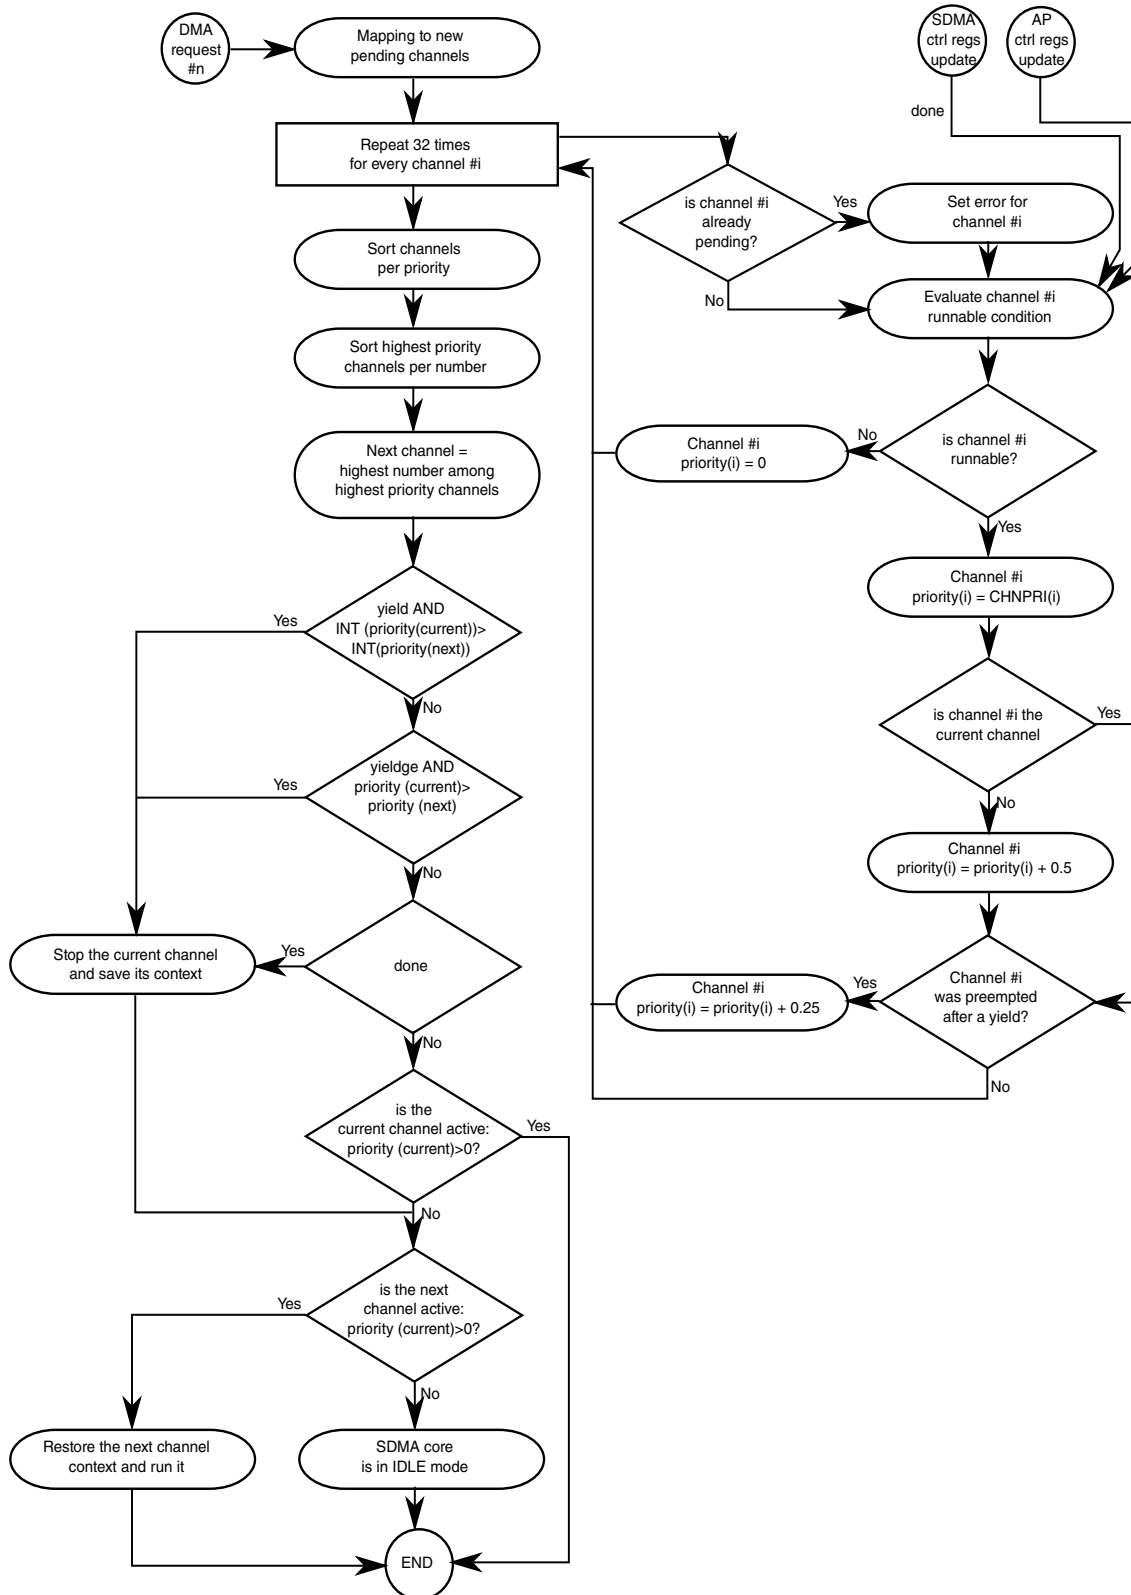 DMA
request
#n
Mapping to new
pending channels
SDMA
ctrl regs
update
AP
ctrl regs
update
done
Repeat 32 times
for every channel #i
is channel #i
already
pending?
Yes
No
Set error for
channel #i
Sort channels
per priority
Evaluate channel #i
runnable condition
Sort highest priority
channels per number
Next channel =
highest number among
highest priority channels
is channel #i
runnable?
No
Yes
Channel #i
priority(i) = 0
Channel #i
priority(i) = CHNPRI(i)
yield AND
INT (priority(current))>
INT(priority(next))
Yes
No
is channel #i the
current channel
Yes
No
yieldge AND
priority (current)>
priority (next)
Yes
No
Channel #i
priority(i) = priority(i) + 0.5
Stop the current channel
and save its context
Yes
done
No
Channel #i
priority(i) = priority(i) + 0.25
Yes
Channel #i
was preempted
after a yield?
No
is the
current channel active:
priority (current)>0?
Yes
No
is the next
channel active:
priority (current)>0?
Yes
No
Restore the next channel
context and run it
SDMA core
is in IDLE mode
END